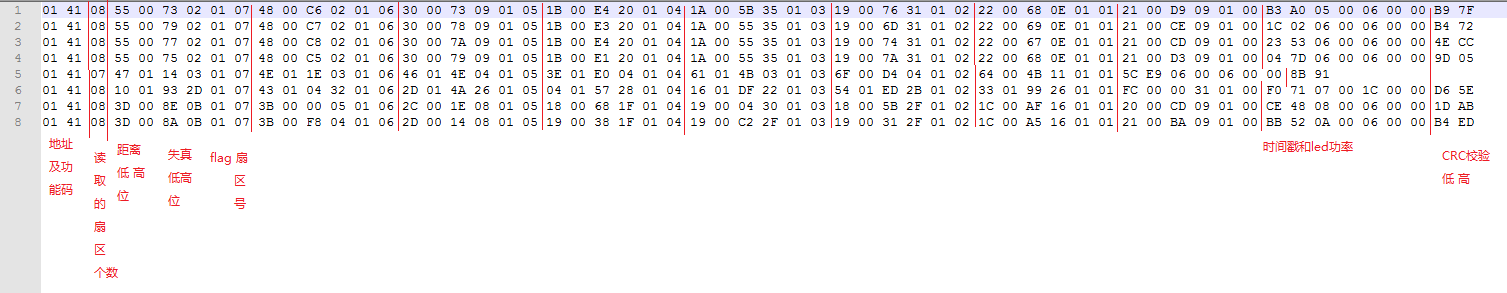 1 01 41 08 55 00 73 02 01 07 48 00 C6 02 01 06 30 00 73 09 01 05 1B 00 E4 20 01 04 1A 00 5B 35 01 03 19 00 76 31 01 02 22 00 68 0E 01 01 21 00 D9 09 01 00 B3 A0 05 00 06 00 00 B9 7F
2 01 41 08 55 00 79 02 01 07 48 00 C7 02 01 06 30 00 78 09 01 05 1B 00 E3 20 01 04 1A 00 55 35 01 03 19 00 6D 31 01 02 22 00 69 0E 01 01 21 00 CE 09 01 00 1C 02 06 00 06 00 00 B4 72
3 01 41 08 55 00 77 02 01 07 48 00 C8 02 01 06 30 00 7A 09 01 05 1B 00 E4 20 01 04 1A 00 55 35 01 03 19 00 74 31 01 02 22 00 67 0E 01 01 21 00 CD 09 01 00 23 53 06 00 06 00 00 4E CC
4 01 41 08 55 00 75 02 01 07 48 00 C5 02 01 06 30 00 79 09 01 05 1B 00 E1 20 01 04 1A 00 55 35 01 03 19 00 7A 31 01 02 22 00 68 0E 01 01 21 00 D3 09 01 00 04 7D 06 00 06 00 00 9D 05
5 01 41 07 47 01 14 03 01 07 4E 01 1E 03 01 06 46 01 4E 04 01 05 3E 01 E0 04 01 04 61 01 4B 03 01 03 6F 00 D4 04 01 02 64 00 4B 11 01 01 5C E9 06 00 06 00 00 8B 91
6 01 41 08 10 01 93 2D 01 07 43 01 04 32 01 06 2D 01 4A 26 01 05 04 01 57 28 01 04 16 01 DF 22 01 03 54 01 ED 2B 01 02 33 01 99 26 01 01 FC 00 00 31 01 00 F0 71 07 00 1C 00 00 D6 5E
7 01 41 08 3D 00 8E 0B 01 07 3B 00 00 05 01 06 2C 00 1E 08 01 05 18 00 68 1F 01 04 19 00 04 30 01 03 18 00 5B 2F 01 02 1C 00 AF 16 01 01 20 00 CD 09 01 00 CE 48 08 00 06 00 00 1D AB
8 01 41 08 3D 00 8A 0B 01 07 3B 00 F8 04 01 06 2D 00 14 08 01 05 19 00 38 1F 01 04 19 00 C2 2F 01 03 19 00 31 2F 01 02 1C 00 A5 16 01 01 21 00 BA 09 01 00 BB 52 0A 00 06 00 00 B4 ED
地址
及功
能码
读
取
的
扇
区
个数
距离
低 高
位
失真
低高
位
flag 扇
区
号
时间戳和led功率
CRC校验
低 高